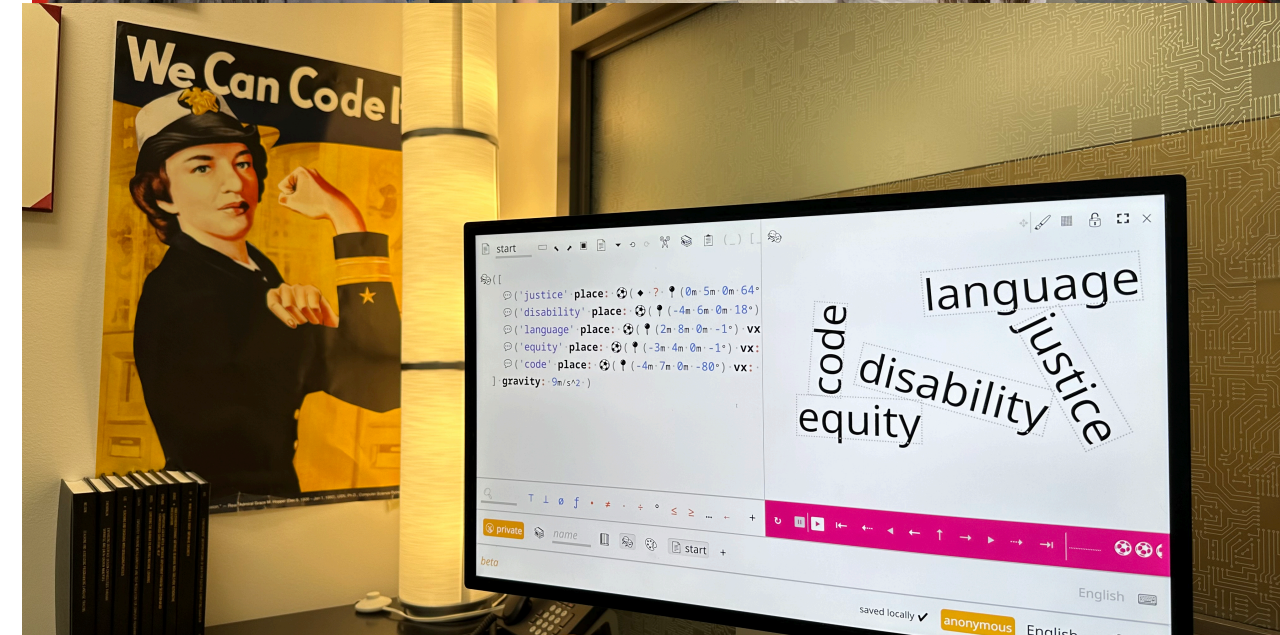 We Can Code
start
(_) [_
([
('justice' place: ( ◆ ? (0m 5m 0m 64°
('disability' place: ( (-4m 6m 0m 18°)
('language' place: ( (2m 8m 0m -1°) vx
('equity' place: ( (-3m 4m 0m -1°) vx:
('code' place: ( (-4m 7m 0m -80°) vx:
] gravity: 9m/s^2 )
language
justice
code
disability
equity
⊤ ⊥ ø ƒ · ≠ · ÷ ° ≤ ≥ … ← +
private
name
start +
beta
English
saved locally ✓
anonymous
English